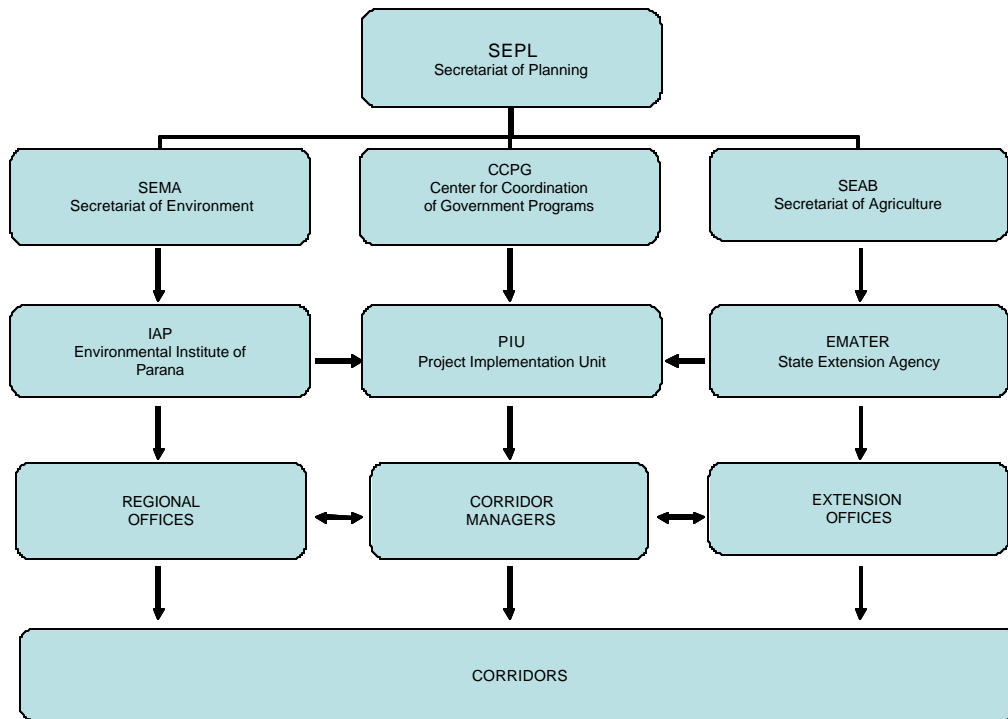 SEPL
Secretariat of Planning
SEMA
Secretariat of Environment
CCPG
Center for Coordination
of Government Programs
SEAB
Secretariat of Agriculture
IAP
Environmental Institute of
Parana
PIU
Project Implementation Unit
EMATER
State Extension Agency
REGIONAL
OFFICES
CORRIDOR
MANAGERS
EXTENSION
OFFICES
CORRIDORS